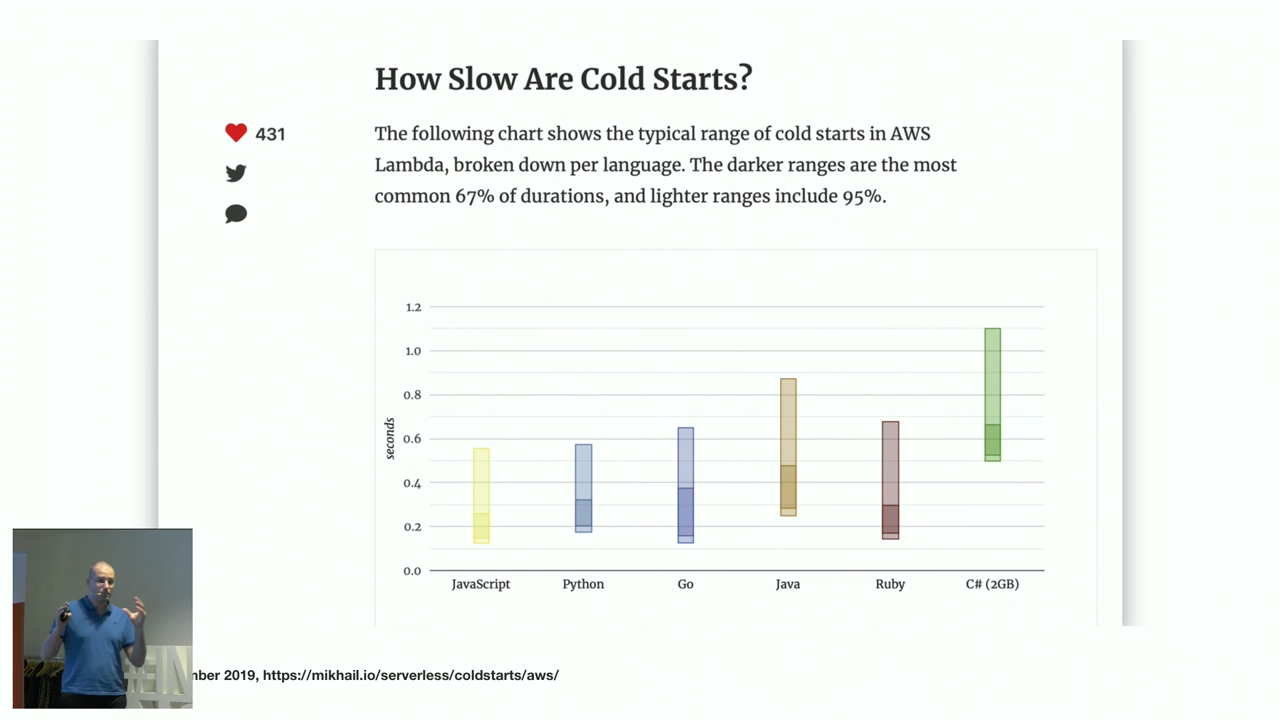 How Slow Are Cold Starts?
431
The following chart shows the typical range of cold starts in AWS
Lambda, broken down per language. The darker ranges are the most
common 67% of durations, and lighter ranges include 95%.
1.2
1.0
0.8
0.6
0.4
0.2
0.0
seconds
JavaScript Python Go Java Ruby C# (2GB)
2019, https://mikhail.io/serverless/coldstarts/aws/